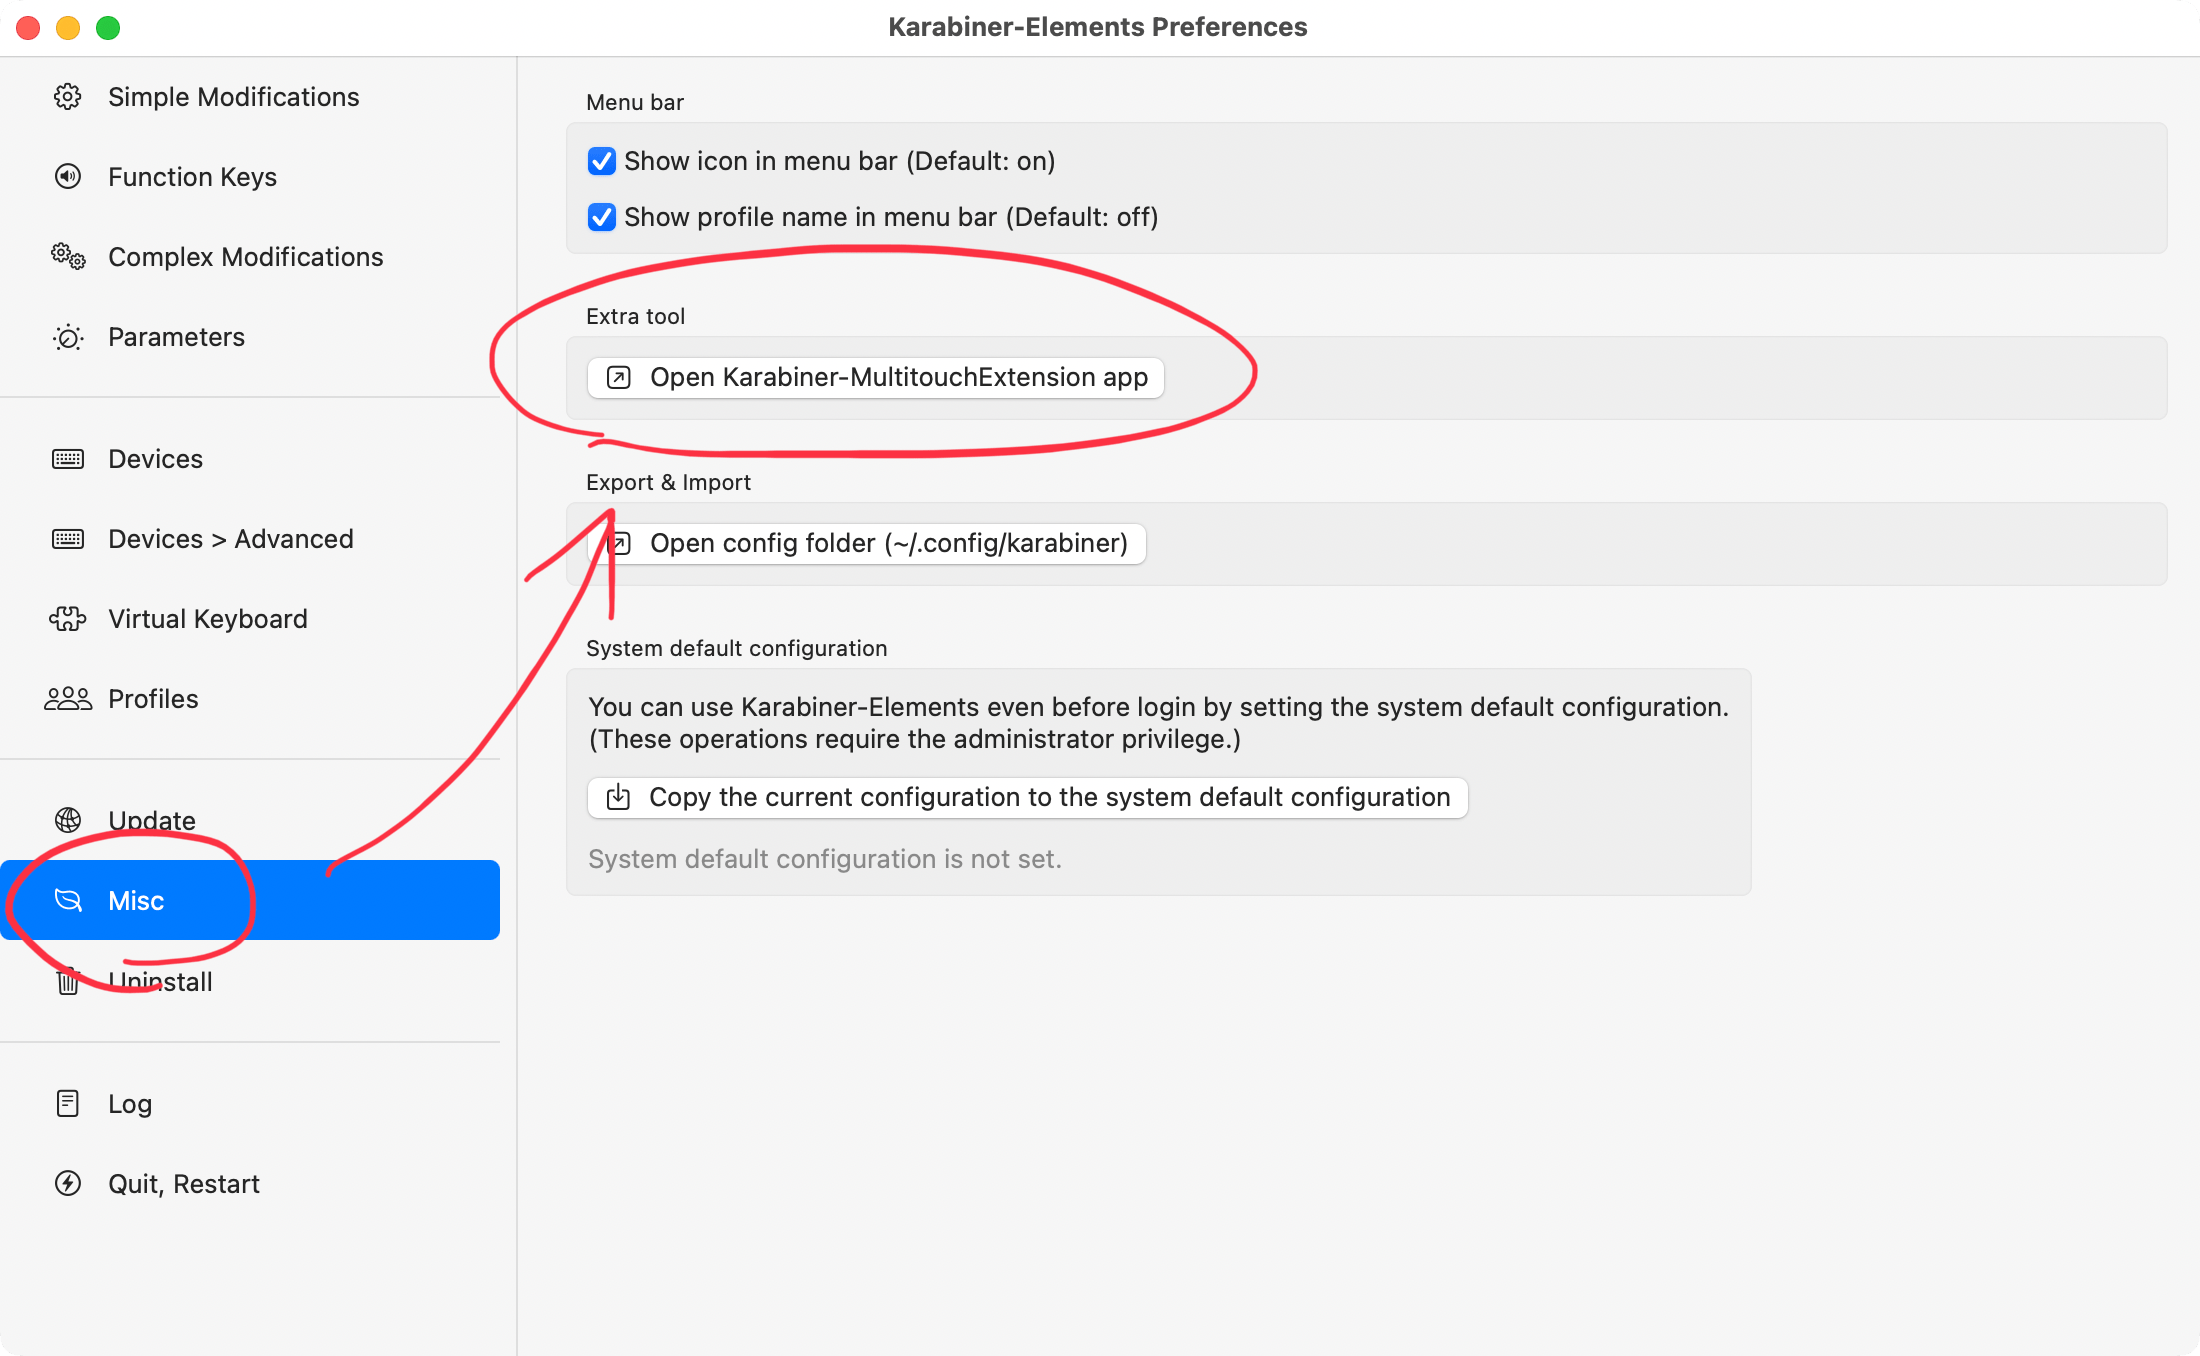 Karabiner-Elements Preferences
Simple Modifications
Function Keys
Complex Modifications
Parameters
Devices
Devices > Advanced
Virtual Keyboard
Profiles
Update
Misc
Uninstall
Log
Quit, Restart
Menu bar
Show icon in menu bar (Default: on)
Show profile name in menu bar (Default: off)
Extra tool
Open Karabiner-MultitouchExtension app
Export & Import
Open config folder (~/.config/karabiner)
System default configuration
You can use Karabiner-Elements even before login by setting the system default configuration.
(These operations require the administrator privilege.)
Copy the current configuration to the system default configuration
System default configuration is not set.